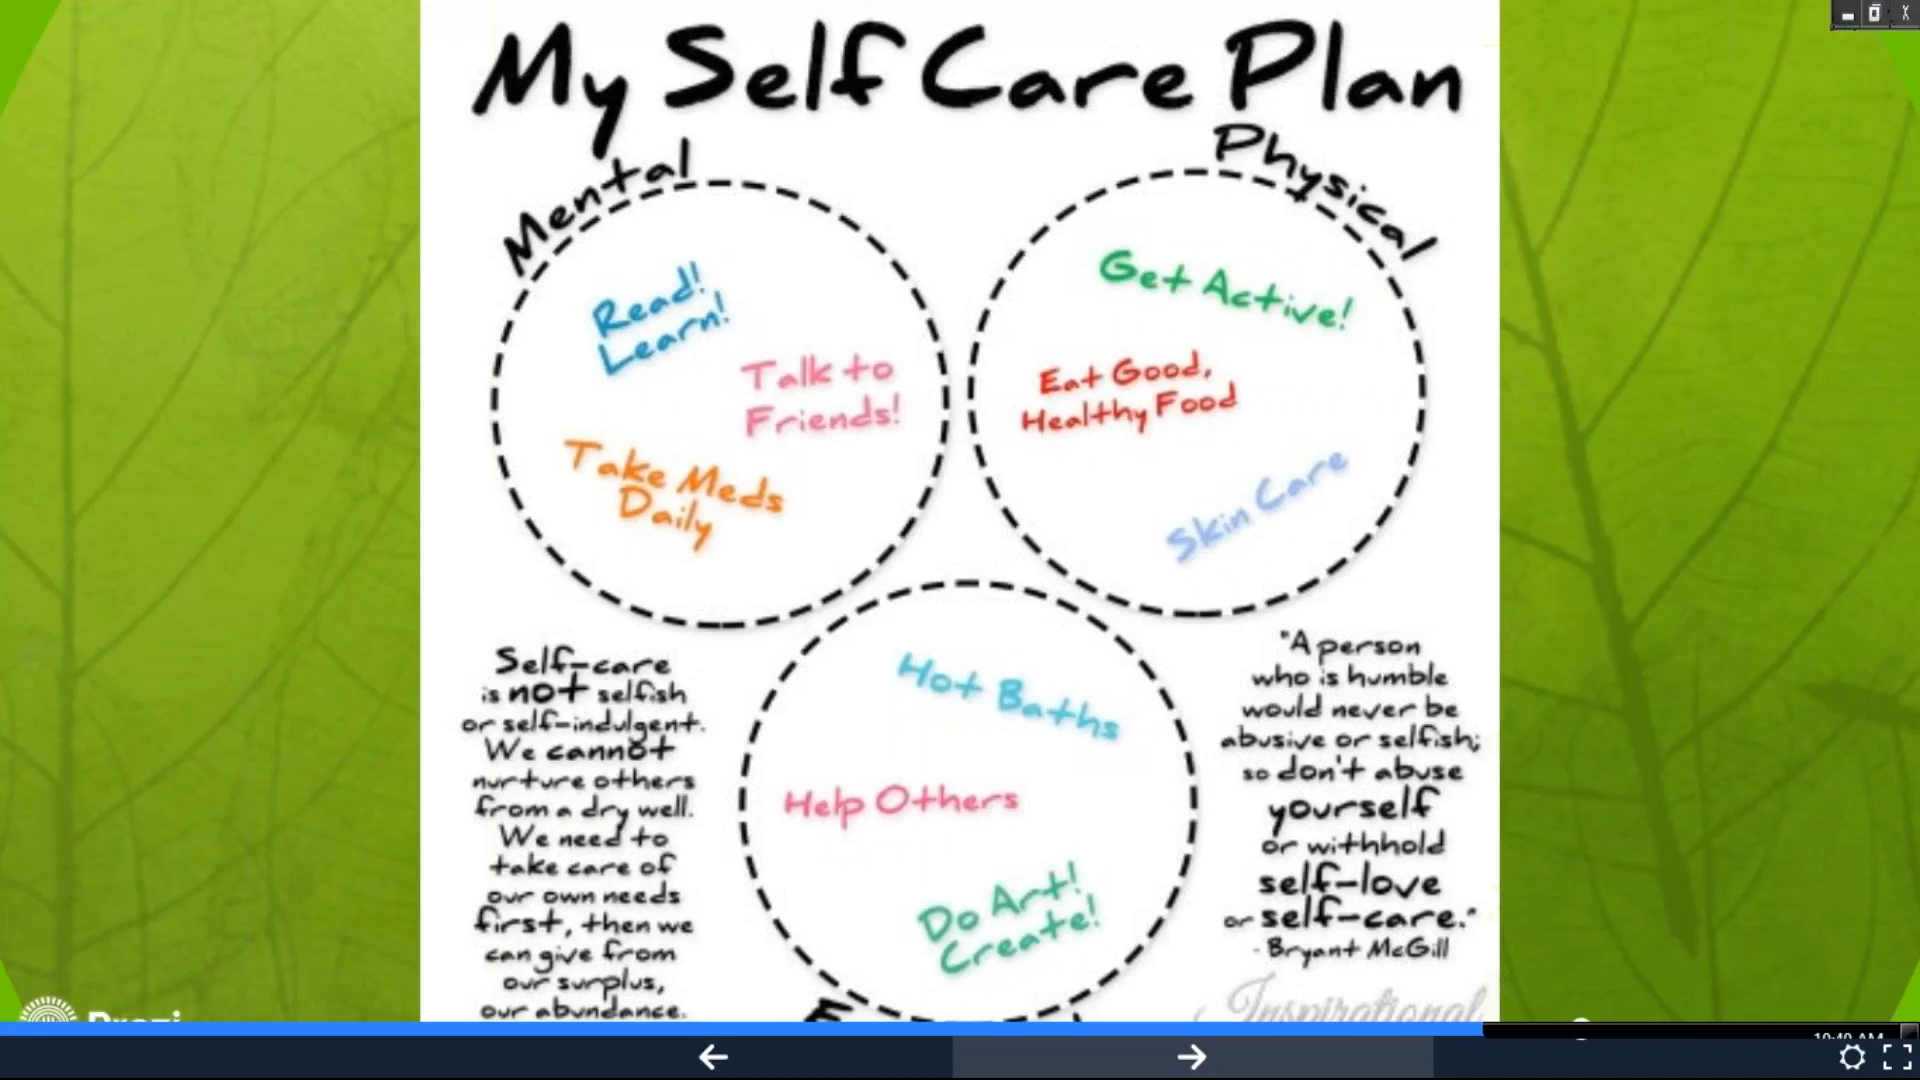 My Self Care Plan
Mental
Read!
Learn!
Talk to
Friends!
Take Meds
Daily
Physical
Get Active!
Eat Good,
Healthy Food
Skin Care
Hot Baths
Help Others
Do Art!
Create!
Self-care
is not selfish
or self-indulgent.
We cannot
nurture others
from a dry well.
We need to
take care of
our own needs
first, then we
can give from
our surplus,
our abundance.
"A person
who is humble
would never be
abusive or selfish;
so don't abuse
yourself
or withhold
self-love
or self-care."
- Bryant McGill
Inspirational
Prezi